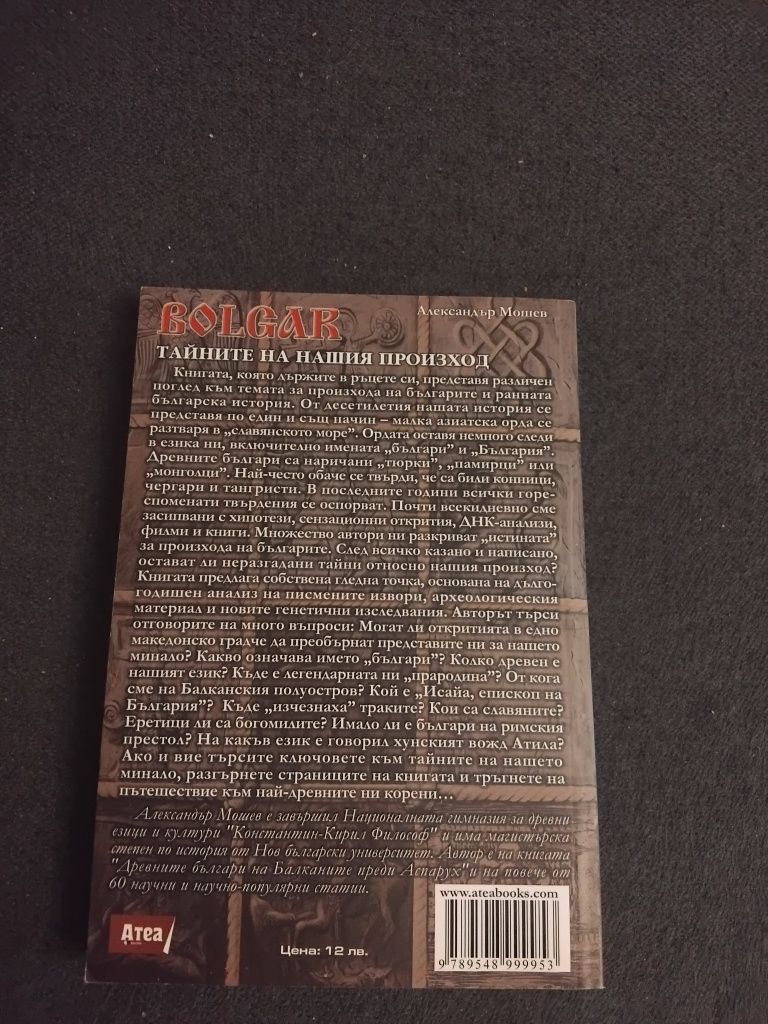 BOLGAR
Александър Мошев
ТАЙНИТЕ НА НАШИЯ ПРОИЗХОД
Книгата, която държите в ръцете си, представя различен
поглед към темата за произхода на българите и ранната
българска история. От десетилетия нашата история се
представя по един и същ начин – малка азиатска орда се
разтваря в „славянското море”. Ордата оставя немного следи
в езика ни, включително имената „българи” и „България”.
Древните българи са наричани „тюрки”, „памирци” или
„монголци”. Най-често обаче се твърди, че са били конници,
чергари и тангристи. В последните години всички горе-
споменати твърдения се оспорват. Почти всекидневно сме
засипвани с хипотези, сензационни открития, ДНК-анализи,
филми и книги. Множество автори ни разкриват „истината”
за произхода на българите. След всичко казано и написано,
остават ли неразгадани тайни относно нашия произход?
Книгата предлага собствена гледна точка, основана на дълго-
годишен анализ на писмените извори, археологическия
материал и новите генетични изследвания. Авторът търси
отговорите на много въпроси: Могат ли откритията в едно
македонско градче да преобърнат представите ни за нашето
минало? Какво означава името „българи”? Колко древен е
нашият език? Къде е легендарната ни „прародина”? От кога
сме на Балканския полуостров? Кой е „Исайа, епископ на
България”? Къде „изчезнаха” траките? Кои са славяните?
Еретици ли са богомилите? Имало ли е българи на римския
престол? На какъв език е говорил хунският вожд Атила?
Ако и вие търсите ключовете към тайните на нашето
минало, разгърнете страниците на книгата и тръгнете на
пътешествие към най-древните ни корени...
Александър Мошев е завършил Националната гимназия за древни
езици и култури "Константин-Кирил Философ" и има магистърска
степен по история от Нов български университет. Автор е на книгата
"Древните българи на Балканите преди Аспарух" и на повече от
60 научни и научно-популярни статии.
www.ateabooks.com
Атеа
Цена: 12 лв.
9 789548 999953